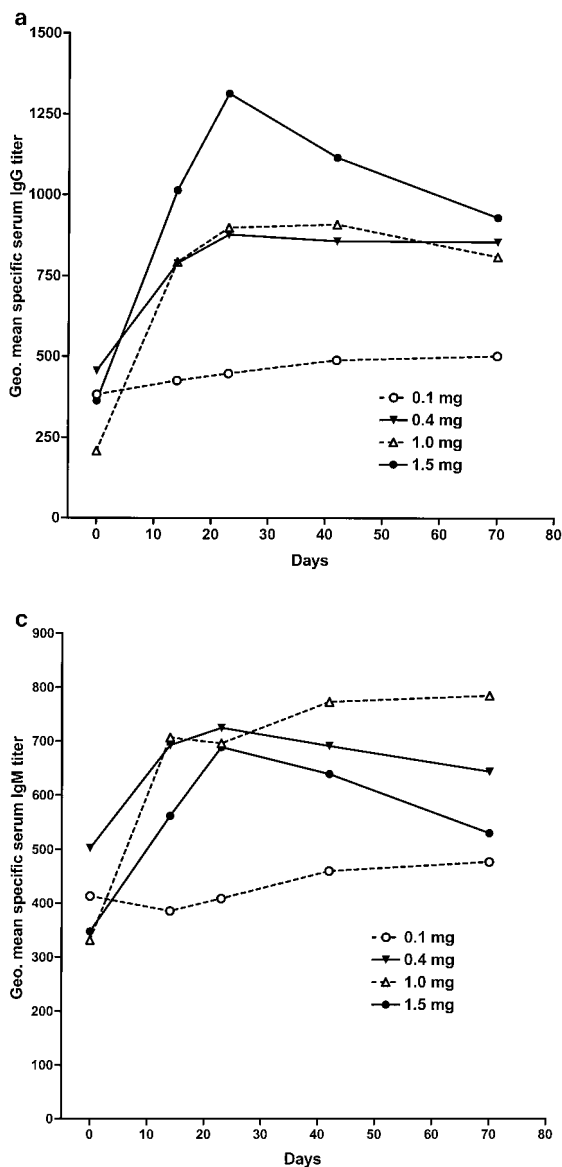 a
Geo. mean specific serum IgG titer
1500
1250
1000
750
500
250
0
0 10 20 30 40 50 60 70 80
Days
0.1 mg
0.4 mg
1.0 mg
1.5 mg
c
Geo. mean specific serum IgM titer
900
800
700
600
500
400
300
200
100
0
0 10 20 30 40 50 60 70 80
Days
0.1 mg
0.4 mg
1.0 mg
1.5 mg